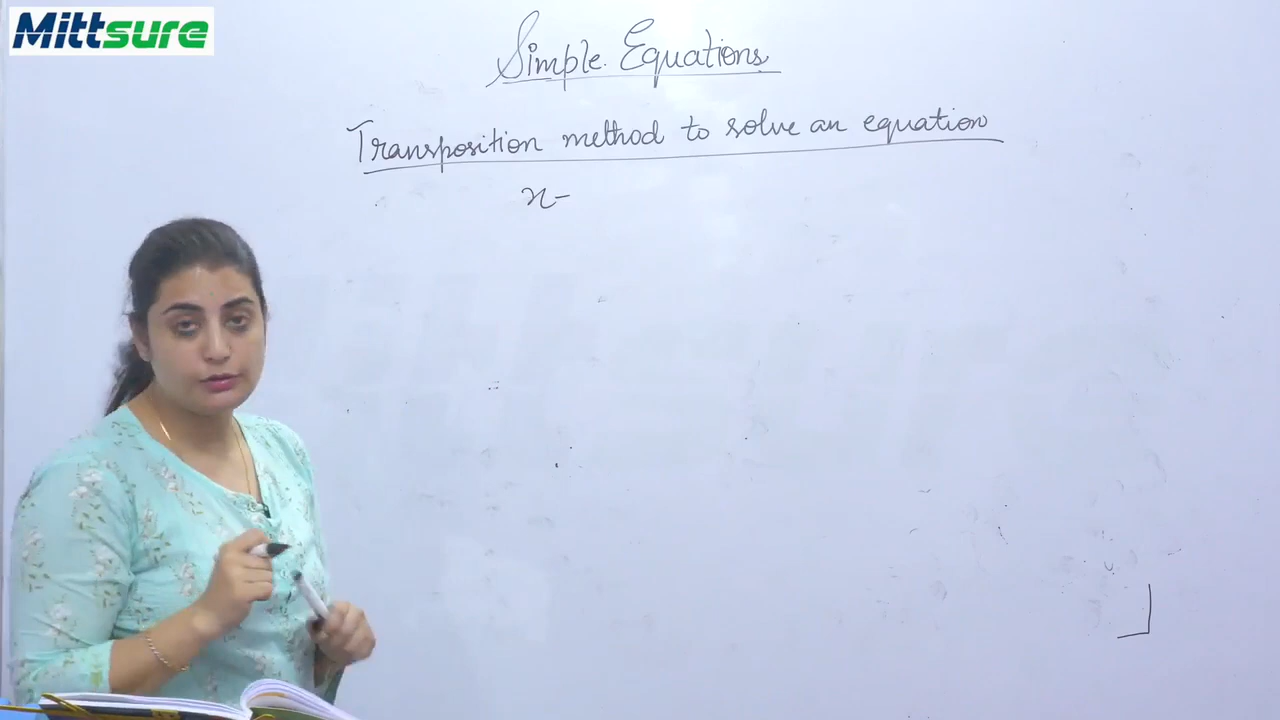 Mittsure
Simple Equations
Transposition method to solve an equation
x-